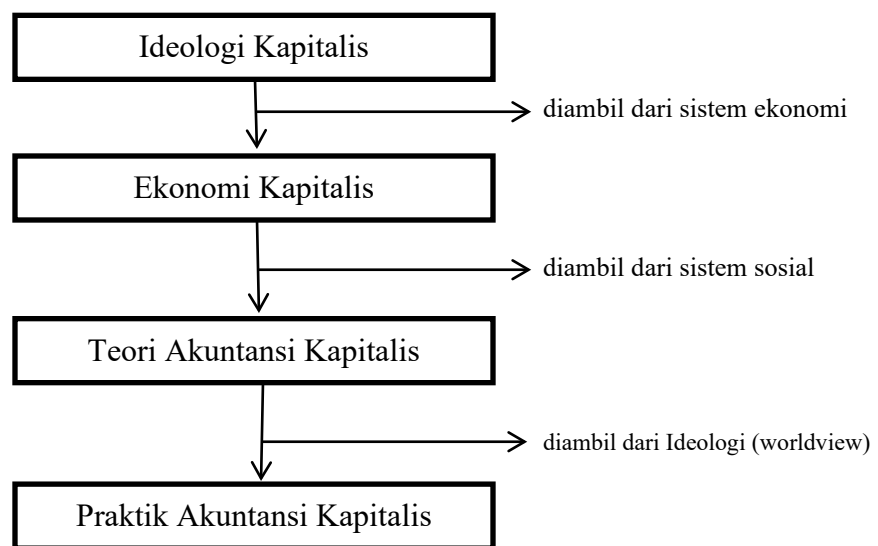 Ideologi Kapitalis
diambil dari sistem ekonomi
Ekonomi Kapitalis
diambil dari sistem sosial
Teori Akuntansi Kapitalis
diambil dari Ideologi (worldview)
Praktik Akuntansi Kapitalis